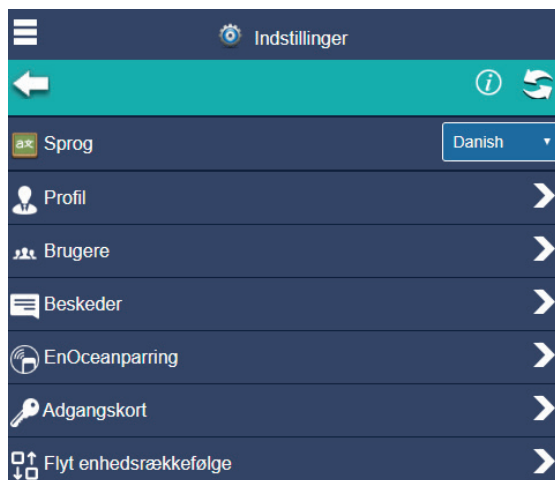 Indstillinger
Sprog
Danish
Profil
Brugere
Beskeder
EnOceanparring
Adgangskort
Flyt enhedsrækkefølge